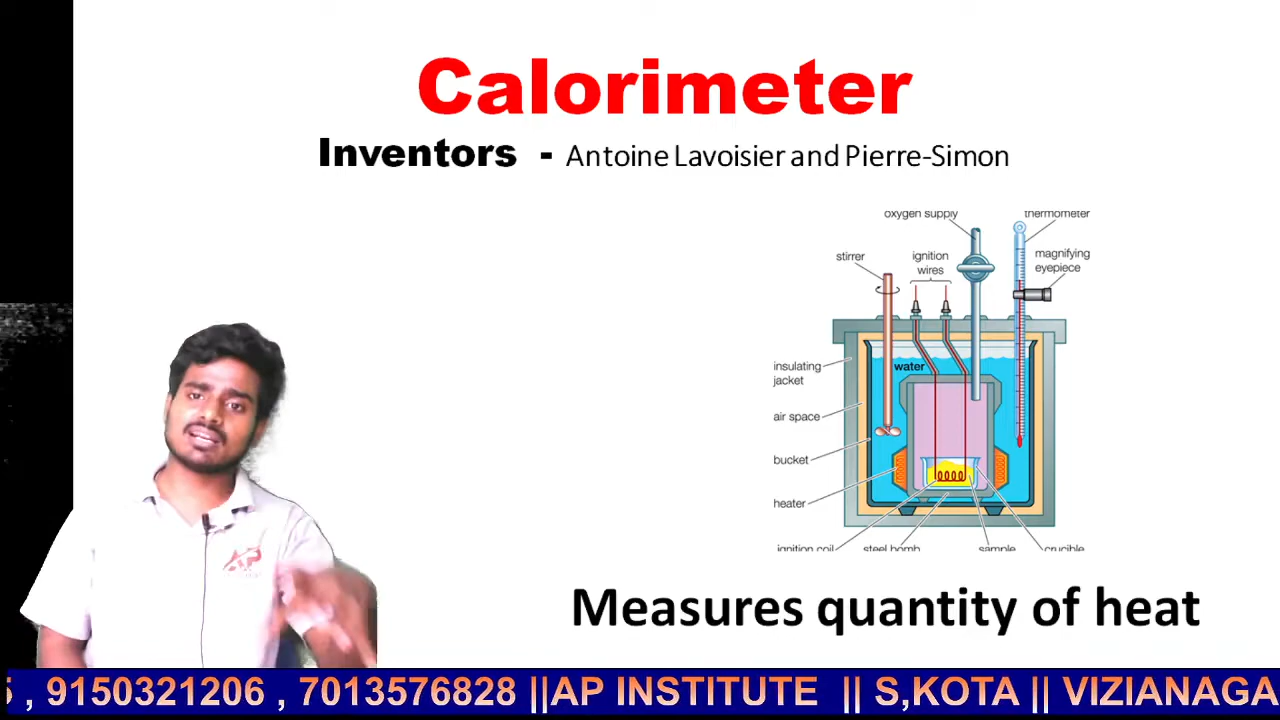 Calorimeter
Inventors - Antoine Lavoisier and Pierre-Simon
oxygen supply
thermometer
stirrer
ignition
wires
magnifying
eyepiece
water
insulating
jacket
air space
bucket
heater
ignition coil
steel bomb
sample
crucible
AP
Measures quantity of heat
, 9150321206 , 7013576828 ||AP INSTITUTE || S,KOTA || VIZIANAGA